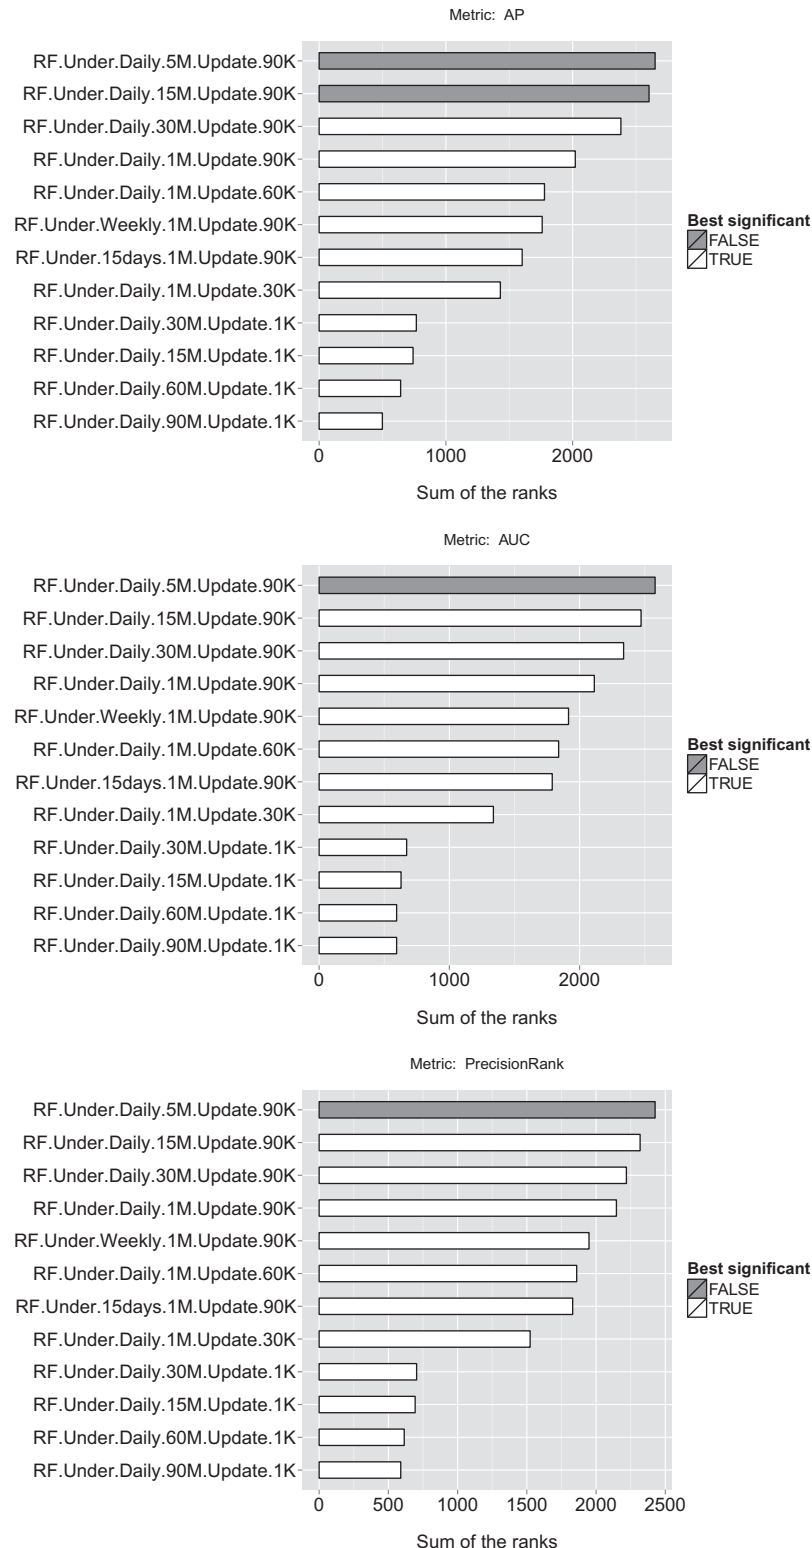 Metric: AP
RF.Under.Daily.5M.Update.90K
RF.Under.Daily.15M.Update.90K
RF.Under.Daily.30M.Update.90K
RF.Under.Daily.1M.Update.90K
RF.Under.Daily.1M.Update.60K
RF.Under.Weekly.1M.Update.90K
RF.Under.15days.1M.Update.90K
RF.Under.Daily.1M.Update.30K
RF.Under.Daily.30M.Update.1K
RF.Under.Daily.15M.Update.1K
RF.Under.Daily.60M.Update.1K
RF.Under.Daily.90M.Update.1K
0 1000 2000
Sum of the ranks
Best significant
FALSE
TRUE
Metric: AUC
RF.Under.Daily.5M.Update.90K
RF.Under.Daily.15M.Update.90K
RF.Under.Daily.30M.Update.90K
RF.Under.Daily.1M.Update.90K
RF.Under.Weekly.1M.Update.90K
RF.Under.Daily.1M.Update.60K
RF.Under.15days.1M.Update.90K
RF.Under.Daily.1M.Update.30K
RF.Under.Daily.30M.Update.1K
RF.Under.Daily.15M.Update.1K
RF.Under.Daily.60M.Update.1K
RF.Under.Daily.90M.Update.1K
0 1000 2000
Sum of the ranks
Best significant
FALSE
TRUE
Metric: PrecisionRank
RF.Under.Daily.5M.Update.90K
RF.Under.Daily.15M.Update.90K
RF.Under.Daily.30M.Update.90K
RF.Under.Daily.1M.Update.90K
RF.Under.Weekly.1M.Update.90K
RF.Under.Daily.1M.Update.60K
RF.Under.15days.1M.Update.90K
RF.Under.Daily.1M.Update.30K
RF.Under.Daily.30M.Update.1K
RF.Under.Daily.15M.Update.1K
RF.Under.Daily.60M.Update.1K
RF.Under.Daily.90M.Update.1K
0 500 1000 1500 2000 2500
Sum of the ranks
Best significant
FALSE
TRUE